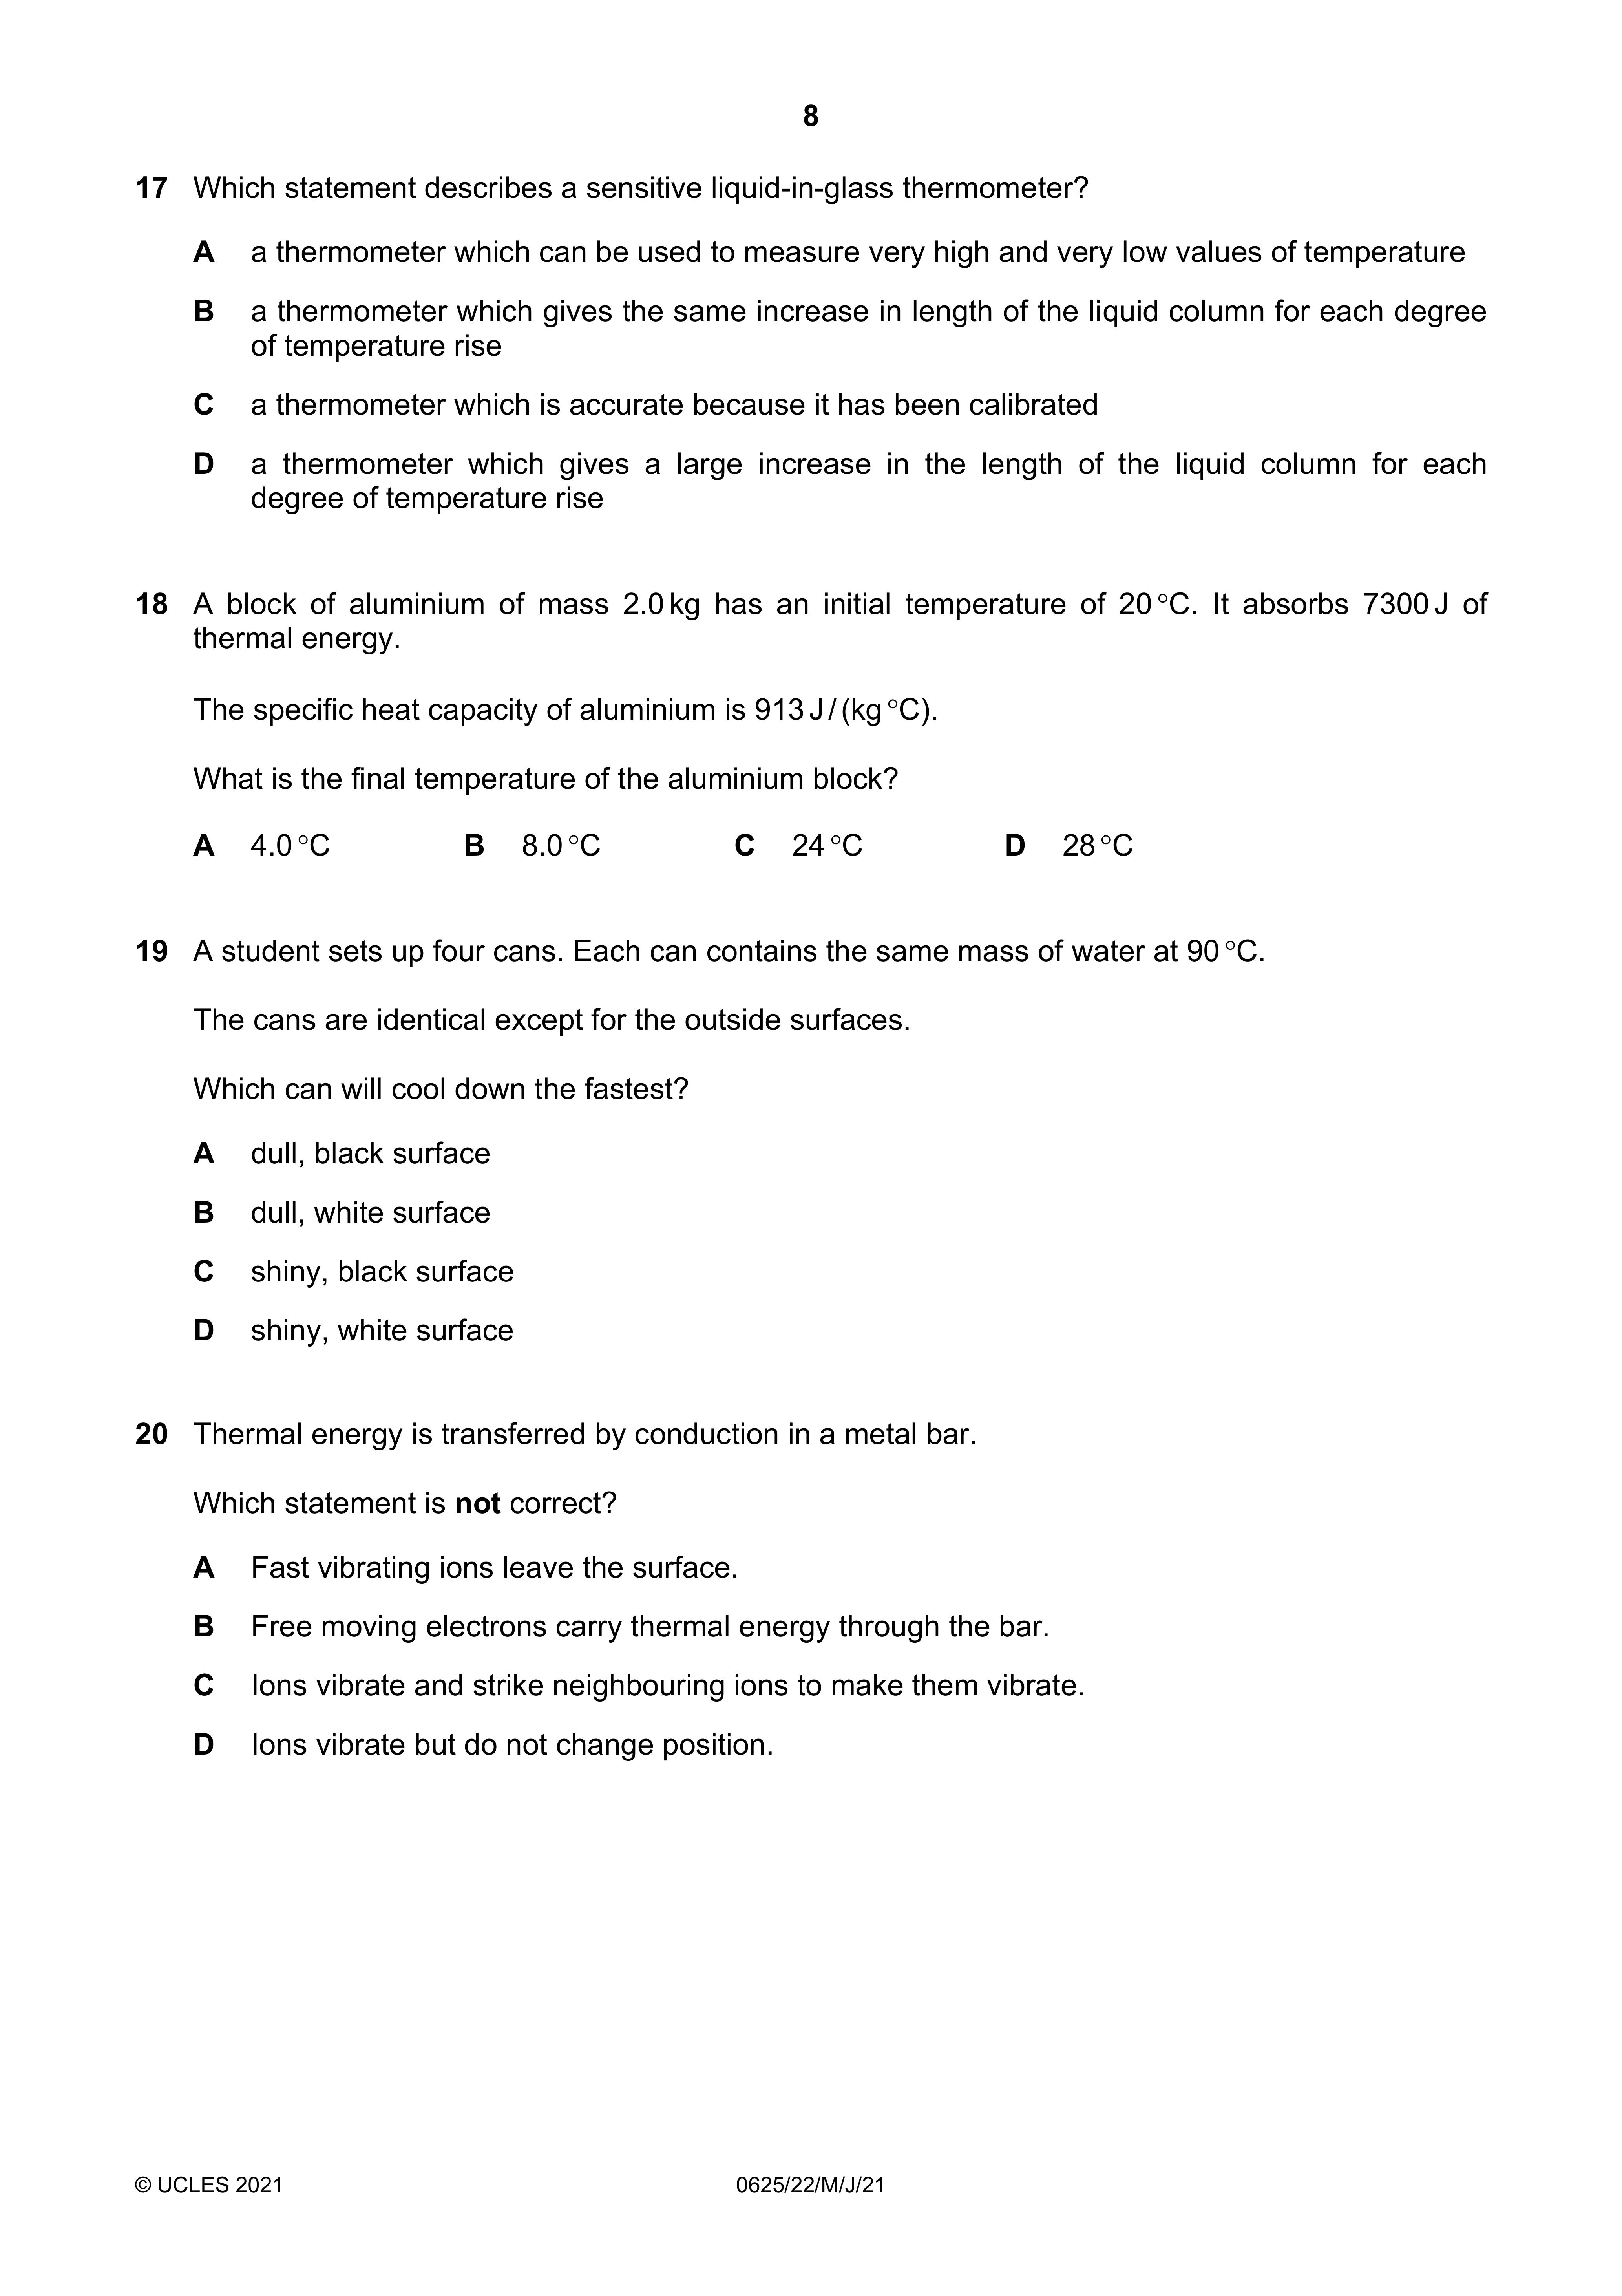 8
17 Which statement describes a sensitive liquid-in-glass thermometer?
A a thermometer which can be used to measure very high and very low values of temperature
B a thermometer which gives the same increase in length of the liquid column for each degree
of temperature rise
C a thermometer which is accurate because it has been calibrated
D a thermometer which gives a large increase in the length of the liquid column for each
degree of temperature rise
18 A block of aluminium of mass 2.0 kg has an initial temperature of 20 °C. It absorbs 7300 J of
thermal energy.
The specific heat capacity of aluminium is 913 J / (kg °C).
What is the final temperature of the aluminium block?
A 4.0 °C B 8.0 °C C 24 °C D 28 °C
19 A student sets up four cans. Each can contains the same mass of water at 90 °C.
The cans are identical except for the outside surfaces.
Which can will cool down the fastest?
A dull, black surface
B dull, white surface
C shiny, black surface
D shiny, white surface
20 Thermal energy is transferred by conduction in a metal bar.
Which statement is not correct?
A Fast vibrating ions leave the surface.
B Free moving electrons carry thermal energy through the bar.
C Ions vibrate and strike neighbouring ions to make them vibrate.
D Ions vibrate but do not change position.
© UCLES 2021 0625/22/M/J/21